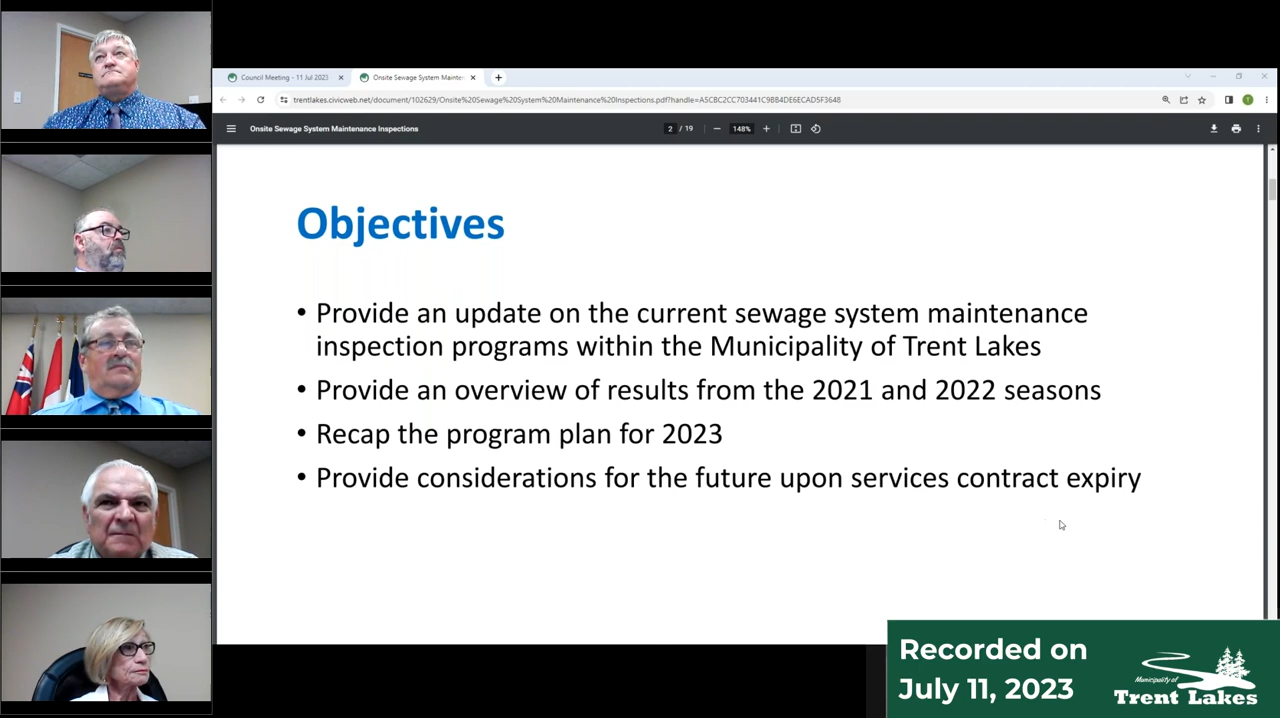 Council Meeting - 11 Jul 2023
Onsite Sewage System Mainten
trentlakes.civicweb.net/document/102629/Onsite%20Sewage%20System%20Maintenance%20Inspections.pdf?handle=A5CBC2CC703441C9B84DE6ECAD5F3648
Onsite Sewage System Maintenance Inspections
2 / 19
148%
Objectives
• Provide an update on the current sewage system maintenance
inspection programs within the Municipality of Trent Lakes
• Provide an overview of results from the 2021 and 2022 seasons
• Recap the program plan for 2023
• Provide considerations for the future upon services contract expiry
Recorded on
July 11, 2023
Municipality of
Trent Lakes